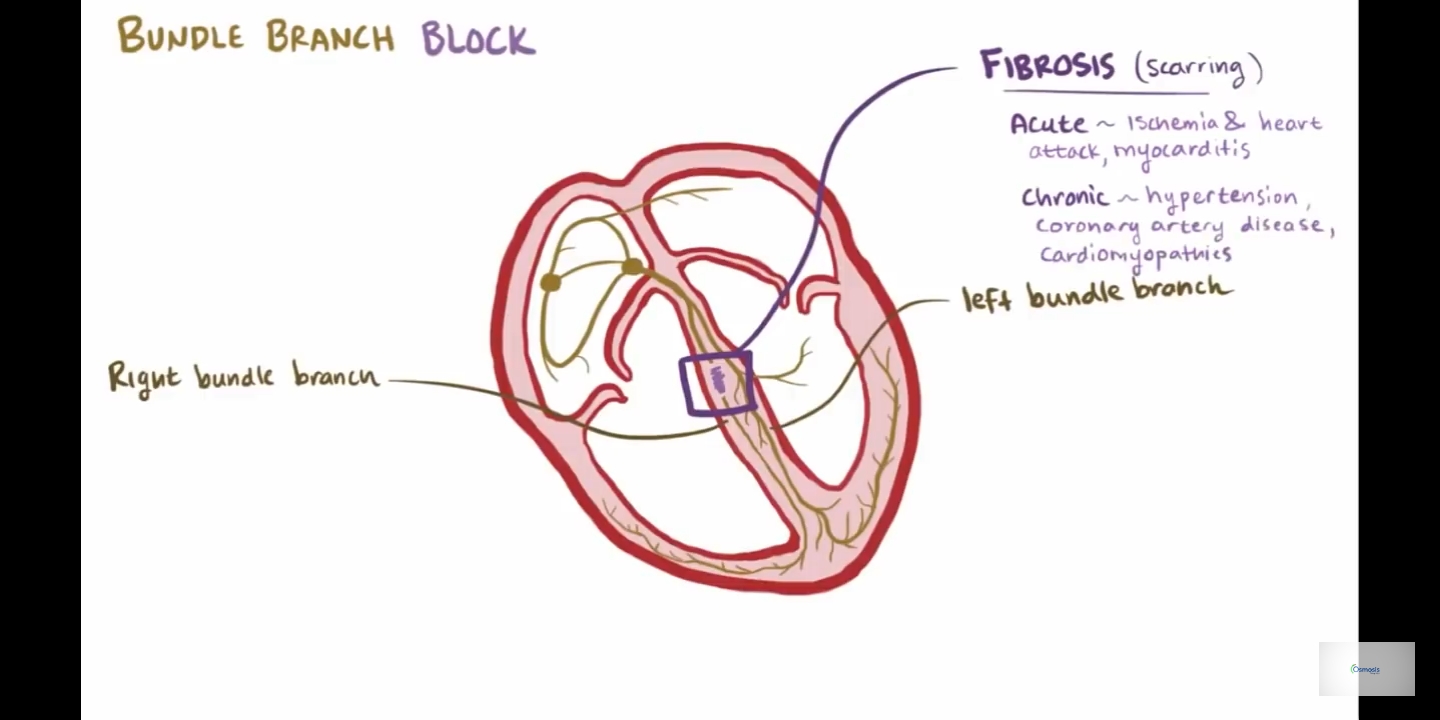 BUNDLE BRANCH BLOCK
FIBROSIS (scarring)
Acute ~ Ischemia & heart
attack, myocarditis
Chronic ~ hypertension,
coronary artery disease,
cardiomyopathies
left bundle branch
Right bundle branch
Osmosis